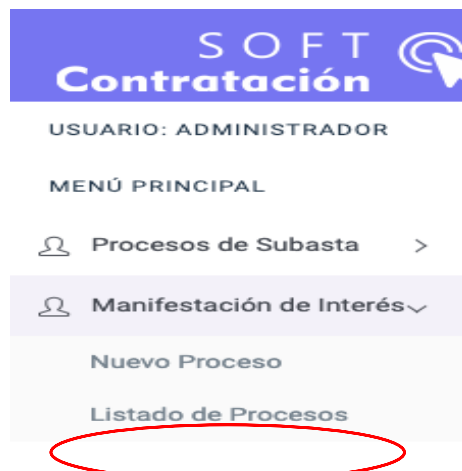 SOFT
Contratación
USUARIO: ADMINISTRADOR
MENÚ PRINCIPAL
Procesos de Subasta >
Manifestación de Interés
Nuevo Proceso
Listado de Procesos